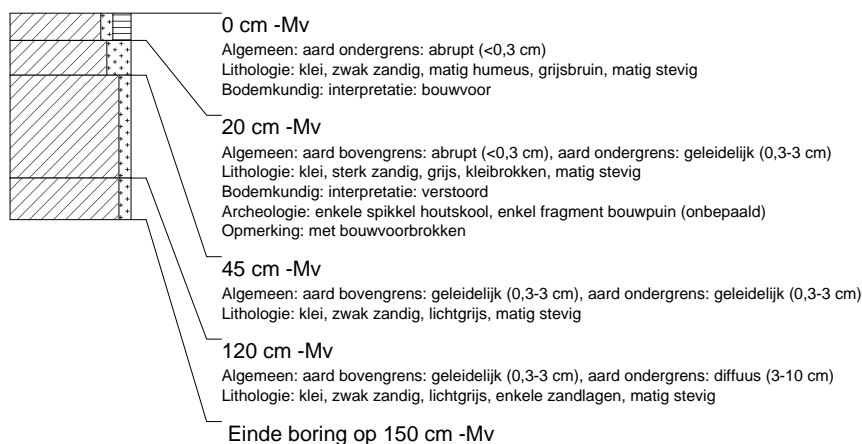 0 cm -Mv
Algemeen: aard ondergrens: abrupt (<0,3 cm)
Lithologie: klei, zwak zandig, matig humeus, grijsbruin, matig stevig
Bodemkundig: interpretatie: bouwvoor
20 cm -Mv
Algemeen: aard bovengrens: abrupt (<0,3 cm), aard ondergrens: geleidelijk (0,3-3 cm)
Lithologie: klei, sterk zandig, grijs, kleibrokken, matig stevig
Bodemkundig: interpretatie: verstoord
Archeologie: enkele spikkel houtskool, enkel fragment bouwpuin (onbepaald)
Opmerking: met bouwvoorbrokken
45 cm -Mv
Algemeen: aard bovengrens: geleidelijk (0,3-3 cm), aard ondergrens: geleidelijk (0,3-3 cm)
Lithologie: klei, zwak zandig, lichtgrijs, matig stevig
120 cm -Mv
Algemeen: aard bovengrens: geleidelijk (0,3-3 cm), aard ondergrens: diffuus (3-10 cm)
Lithologie: klei, zwak zandig, lichtgrijs, enkele zandlagen, matig stevig
Einde boring op 150 cm -Mv